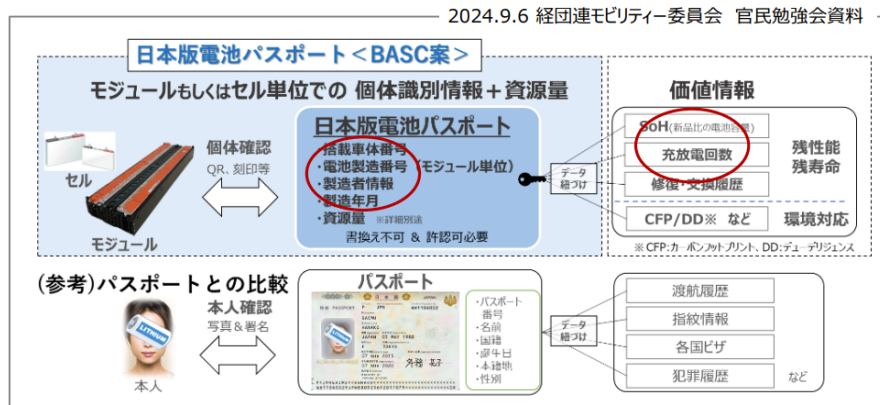 2024.9.6 経団連モビリティー委員会 官民勉強会資料
日本版電池パスポート<BASC案>
モジュールもしくはセル単位での 個体識別情報+資源量
価値情報
セル
モジュール
個体確認
QR、刻印等
日本版電池パスポート
・搭載車体番号
・電池製造番号(モジュール単位)
・製造者情報
・製造年月
・資源量 ※詳細別途
書換え不可 & 許認可必要
データ
紐づけ
SoH(新品比の電池容量)
充放電回数
修復・交換履歴
残性能
残寿命
CFP/DD※ など
環境対応
※CFP:カーボンフットプリント、DD:デューデリジェンス
(参考)パスポートとの比較
LITHIUM
本人
本人確認
写真&署名
パスポート
・パスポート
番号
・名前
・国籍
・誕生日
・本籍地
・性別
データ
紐づけ
渡航履歴
指紋情報
各国ビザ
犯罪履歴
など